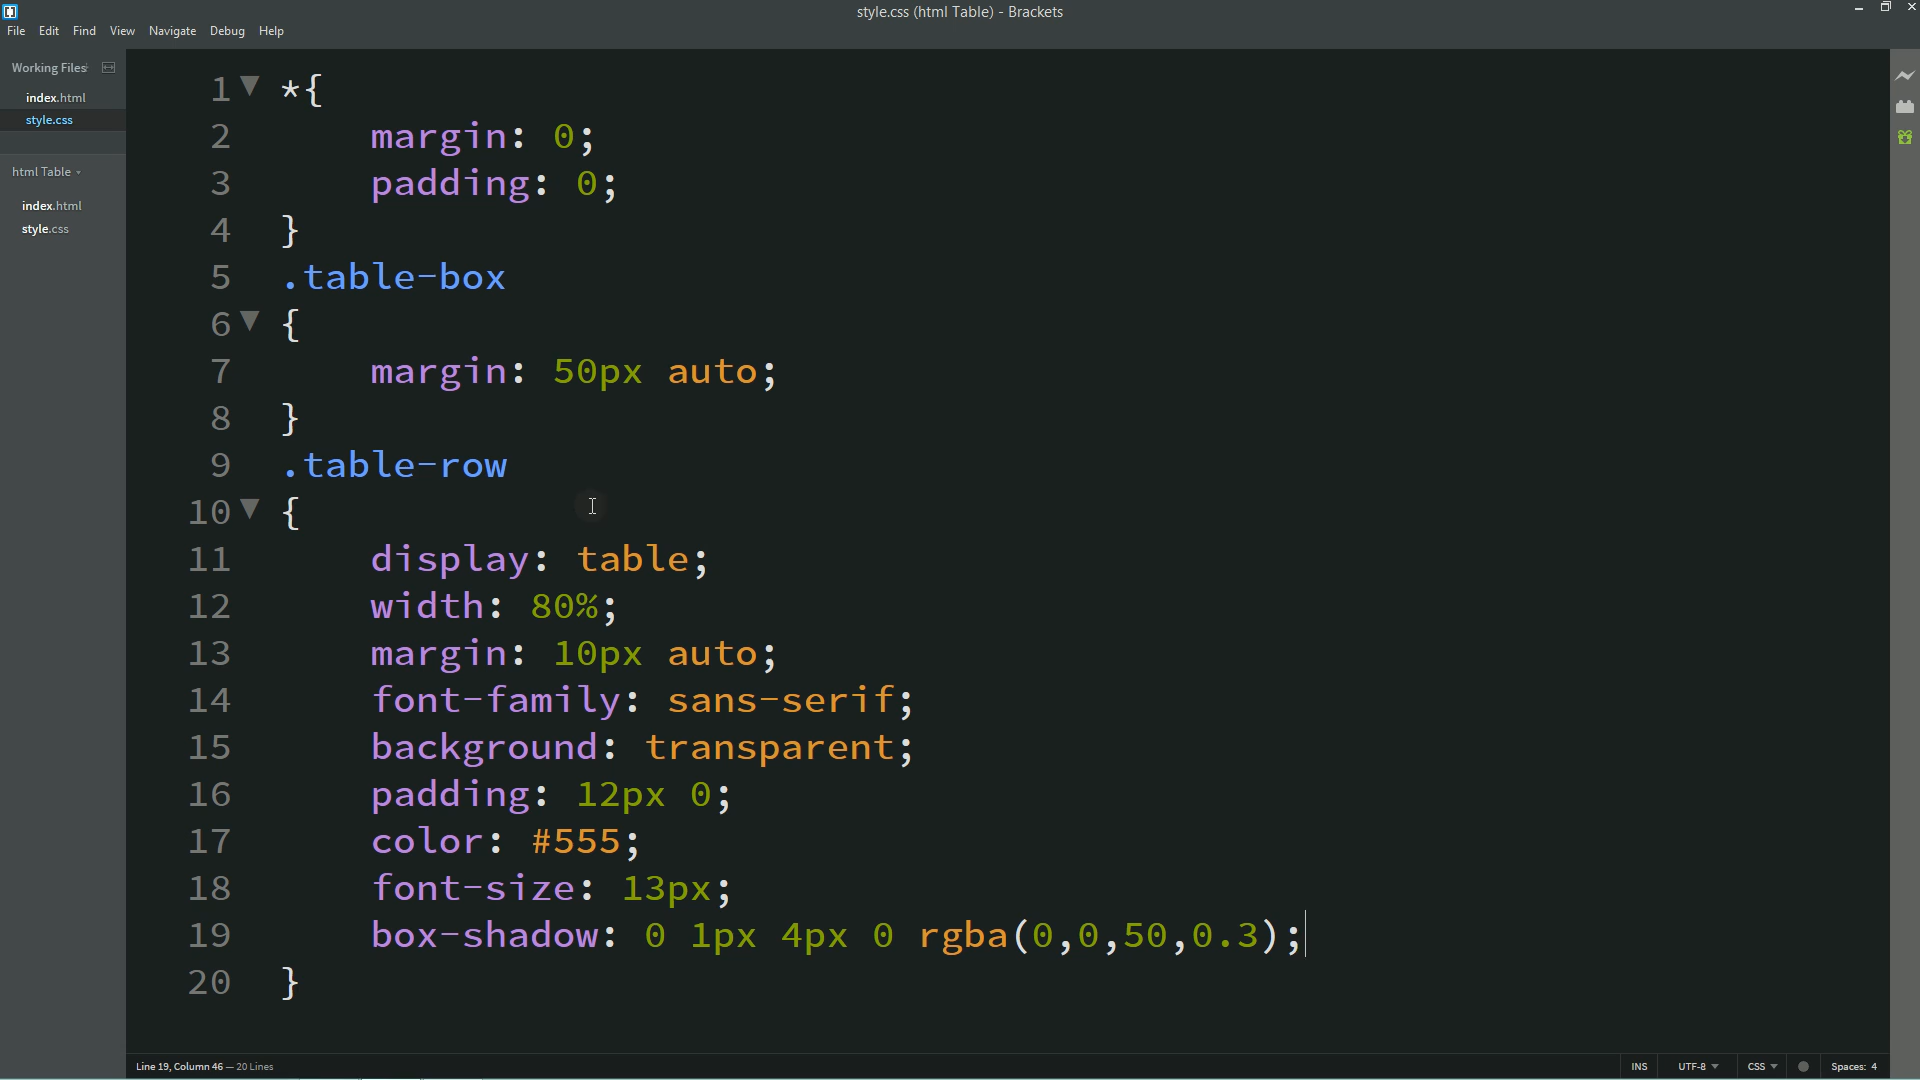 style.css (html Table) - Brackets
File Edit Find View Navigate Debug Help
Working Files
index.html
style.css
html Table
index.html
style.css
1 *{
2 margin: 0;
3 padding: 0;
4 }
5 .table-box
6 {
7 margin: 50px auto;
8 }
9 .table-row
10 {
11 display: table;
12 width: 80%;
13 margin: 10px auto;
14 font-family: sans-serif;
15 background: transparent;
16 padding: 12px 0;
17 color: #555;
18 font-size: 13px;
19 box-shadow: 0 1px 4px 0 rgba(0,0,50,0.3);
20 }
Line 19, Column 46 — 20 Lines INS UTF-8 CSS Spaces: 4